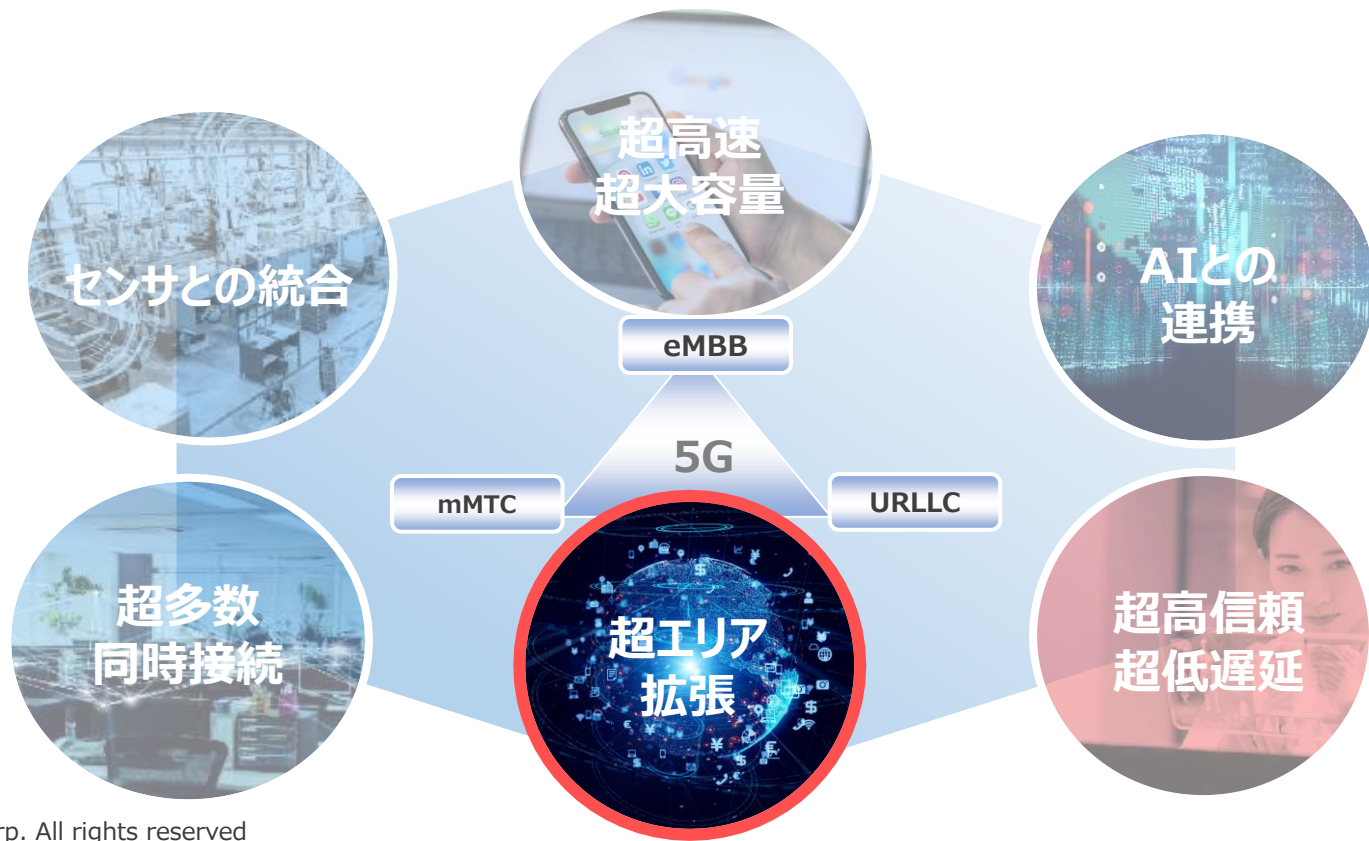 超高速
超大容量
センサとの統合
AIとの
連携
eMBB
5G
mMTC
URLLC
超多数
同時接続
超エリア
拡張
超高信頼
超低遅延
rp. All rights reserved